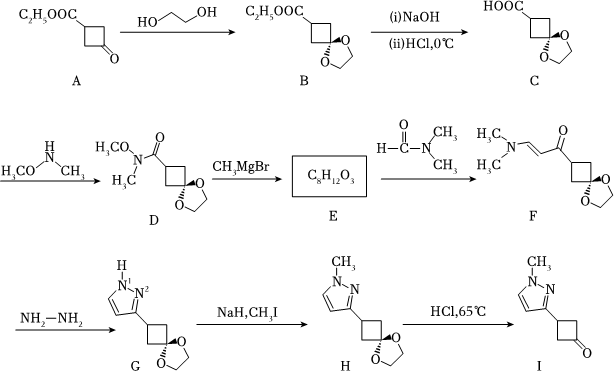 C₂H₅OOC
O
A
HO
OH
C₂H₅OOC
O
O
B
(i)NaOH
(ii)HCl,0℃
HOOC
O
O
C
H
N
H₃CO
CH₃
H₃CO
O
N
H₃C
O
O
D
CH₃MgBr
C₈H₁₂O₃
E
O
H—C—N
CH₃
CH₃
H₃C
N
H₃C
O
O
O
F
NH₂—NH₂
H
N¹
N²
O
O
G
NaH,CH₃I
CH₃
N
N
O
O
H
HCl,65℃
CH₃
N
N
O
I